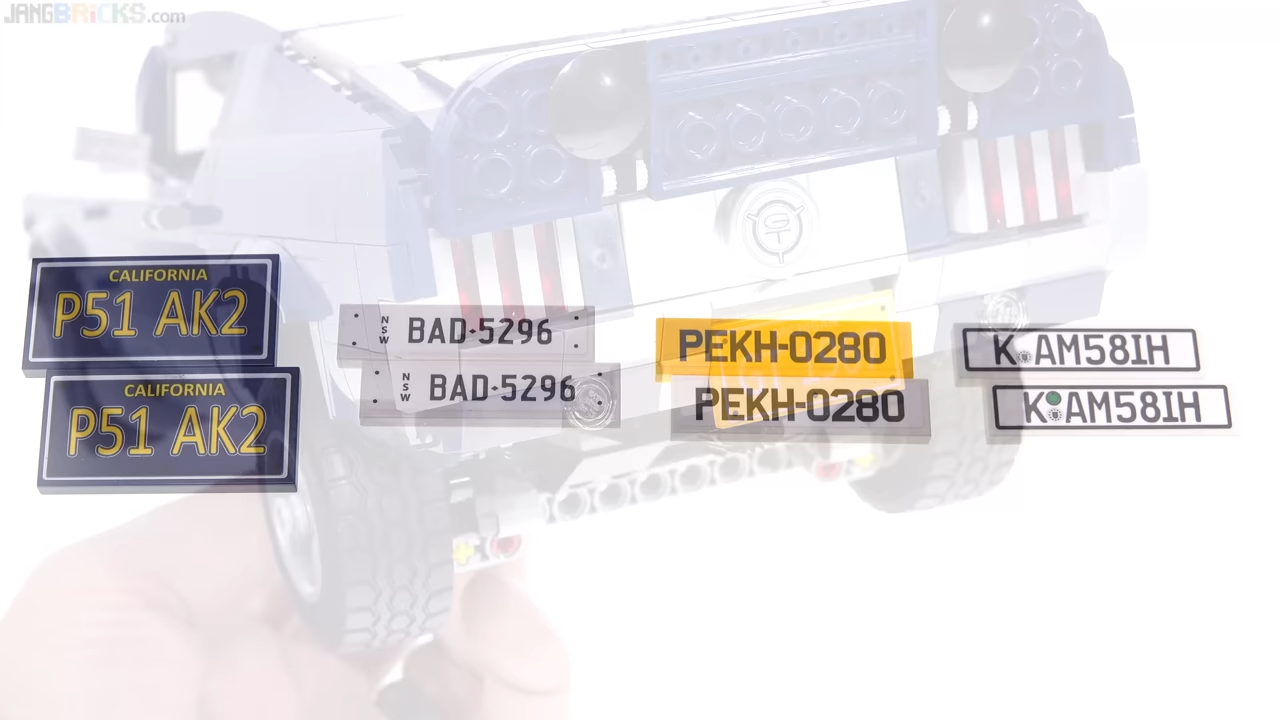 JANGBRiCKS.com
CALIFORNIA
P51 AK2
CALIFORNIA
P51 AK2
NSW
BAD•5296
NSW
BAD•5296
PEKH-0280
PEKH-0280
K AM58IH
K AM58IH
GT